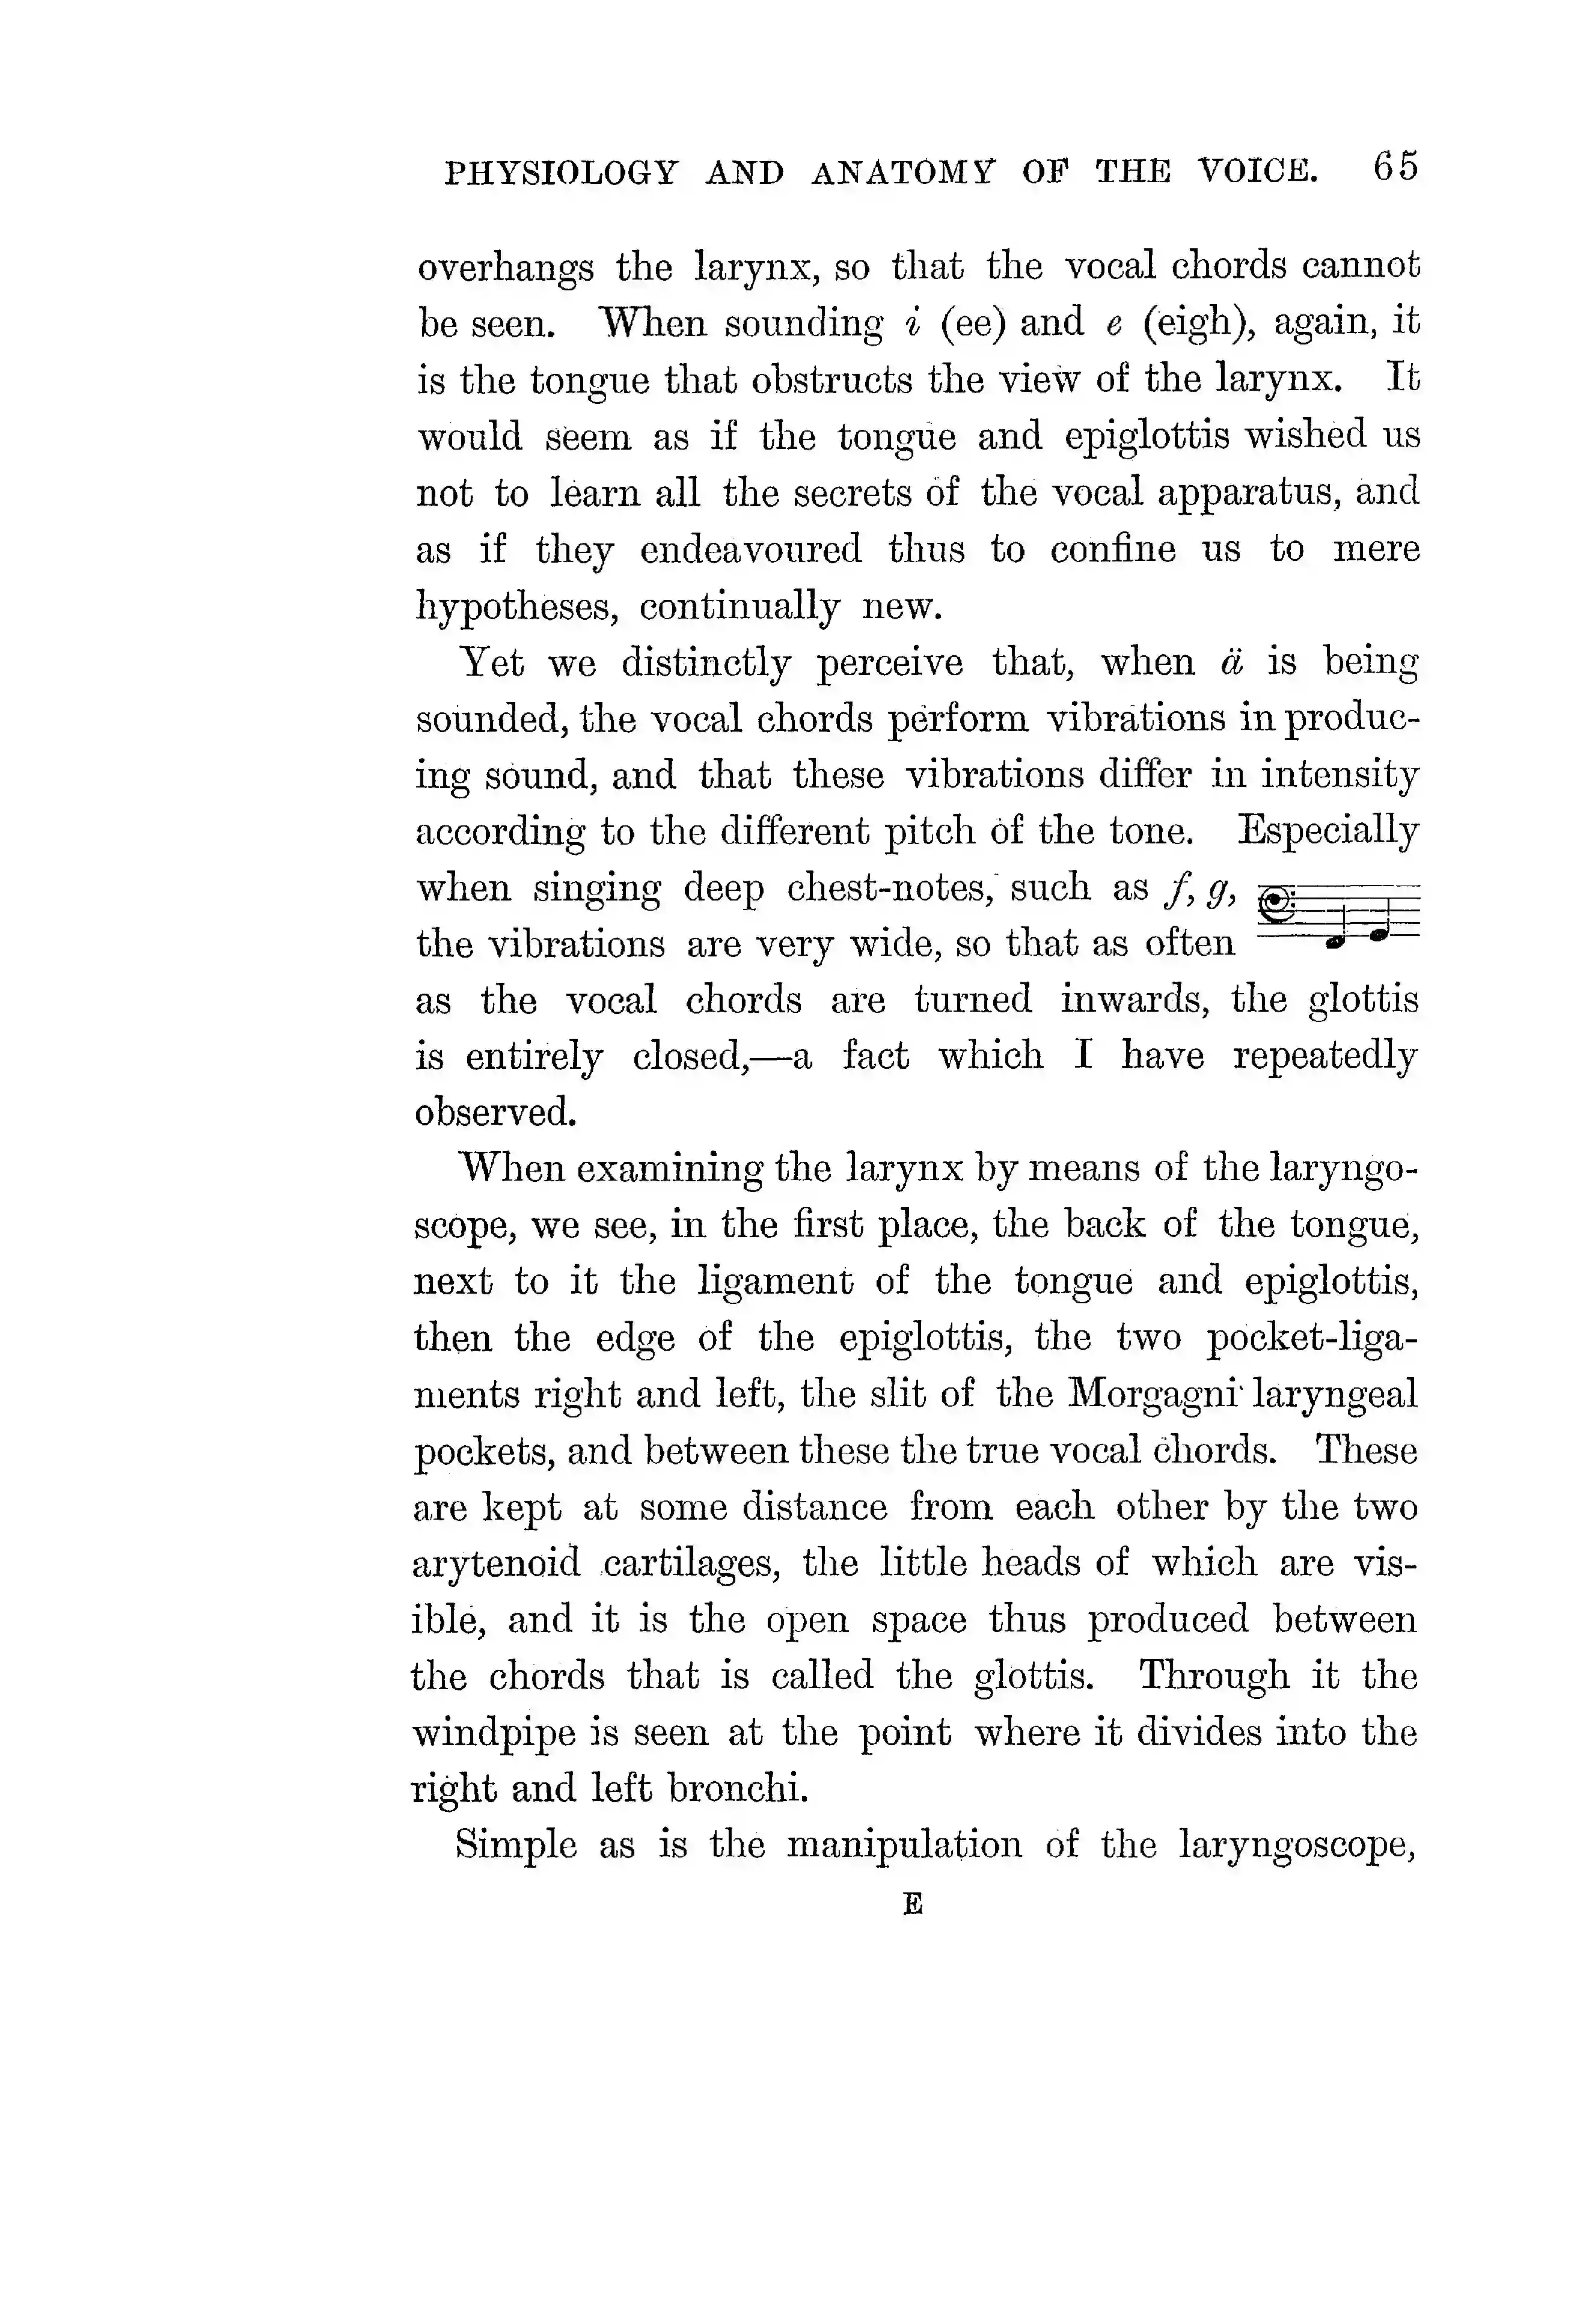 PHYSIOLOGY AND ANATOMY OF THE VOICE. 65
overhangs the larynx, so that the vocal chords cannot
be seen. When sounding i (ee) and e (eigh), again, it
is the tongue that obstructs the view of the larynx. It
would seem as if the tongue and epiglottis wished us
not to learn all the secrets of the vocal apparatus, and
as if they endeavoured thus to confine us to mere
hypotheses, continually new.
Yet we distinctly perceive that, when ä is being
sounded, the vocal chords perform vibrations in produc-
ing sound, and that these vibrations differ in intensity
according to the different pitch of the tone. Especially
when singing deep chest-notes, such as f, g,
the vibrations are very wide, so that as often
as the vocal chords are turned inwards, the glottis
is entirely closed,—a fact which I have repeatedly
observed.
When examining the larynx by means of the laryngo-
scope, we see, in the first place, the back of the tongue,
next to it the ligament of the tongue and epiglottis,
then the edge of the epiglottis, the two pocket-liga-
ments right and left, the slit of the Morgagni laryngeal
pockets, and between these the true vocal chords. These
are kept at some distance from each other by the two
arytenoid cartilages, the little heads of which are vis-
ible, and it is the open space thus produced between
the chords that is called the glottis. Through it the
windpipe is seen at the point where it divides into the
right and left bronchi.
Simple as is the manipulation of the laryngoscope,
E